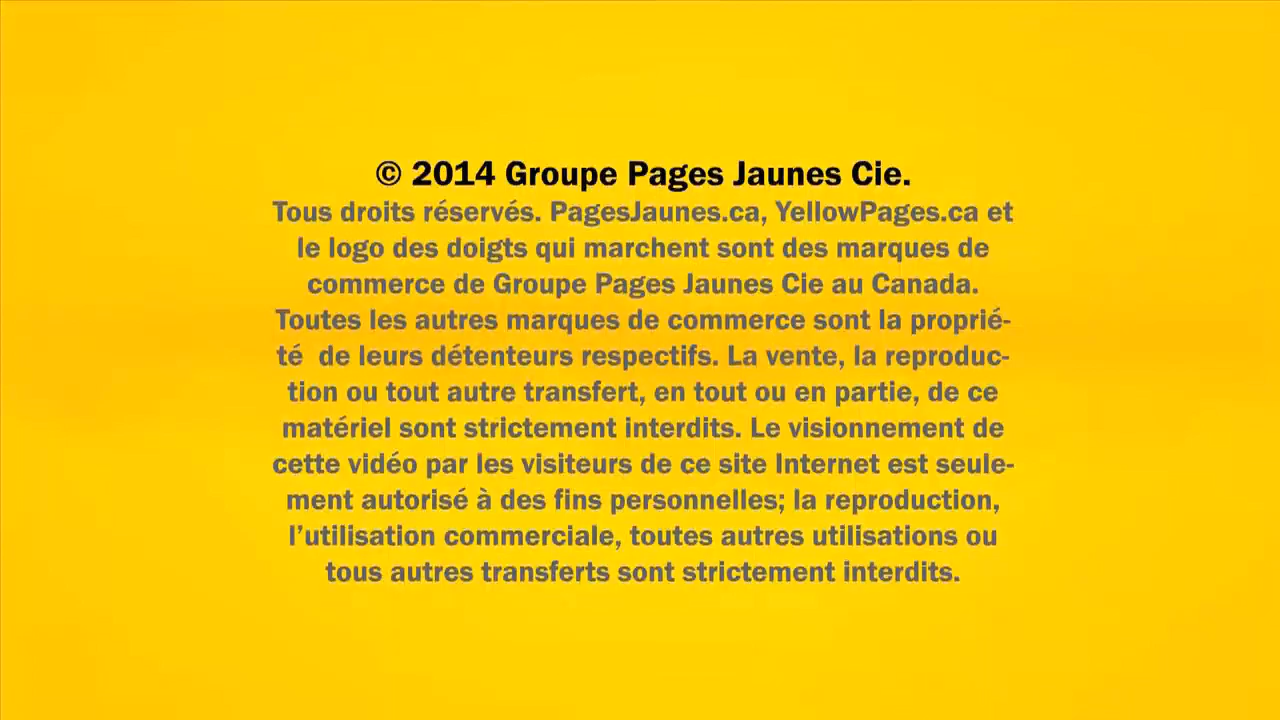 © 2014 Groupe Pages Jaunes Cie.
Tous droits réservés. PagesJaunes.ca, YellowPages.ca et
le logo des doigts qui marchent sont des marques de
commerce de Groupe Pages Jaunes Cie au Canada.
Toutes les autres marques de commerce sont la proprié-
té  de leurs détenteurs respectifs. La vente, la reproduc-
tion ou tout autre transfert, en tout ou en partie, de ce
matériel sont strictement interdits. Le visionnement de
cette vidéo par les visiteurs de ce site Internet est seule-
ment autorisé à des fins personnelles; la reproduction,
l’utilisation commerciale, toutes autres utilisations ou
tous autres transferts sont strictement interdits.